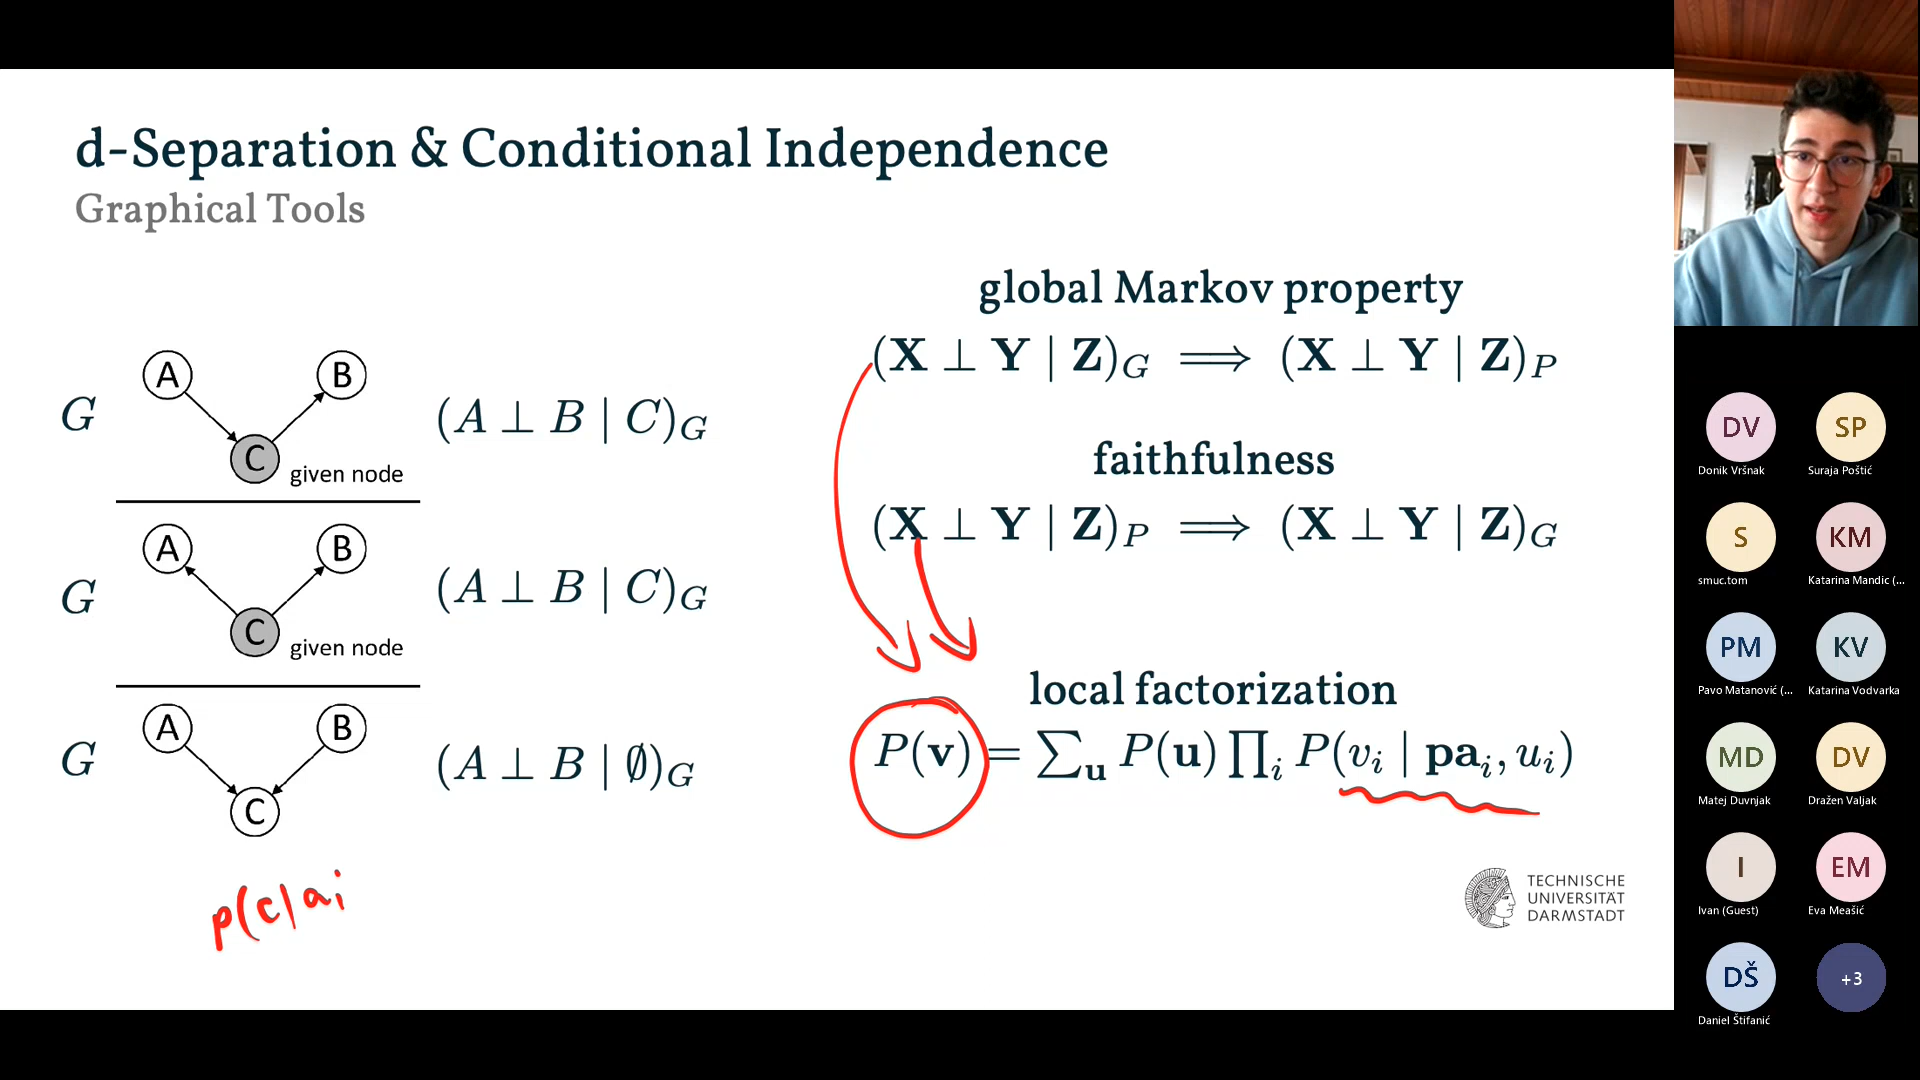 d-Separation & Conditional Independence
Graphical Tools
global Markov property
(X ⊥ Y | Z)_G ⟹ (X ⊥ Y | Z)_P
faithfulness
(X ⊥ Y | Z)_P ⟹ (X ⊥ Y | Z)_G
local factorization
P(v) = ∑_u P(u) ∏_i P(v_i | pa_i, u_i)
G
A B
C given node
(A ⊥ B | C)_G
G
A B
C given node
(A ⊥ B | C)_G
G
A B
C
(A ⊥ B | ∅)_G
p(c|a,
TECHNISCHE
UNIVERSITÄT
DARMSTADT
DV SP
Donik Vršnak Suraja Poštić
S KM
smuc.tom Katarina Mandic (...
PM KV
Pavo Matanović (... Katarina Vodvarka
MD DV
Matej Duvnjak Dražen Valjak
I EM
Ivan (Guest) Eva Meašić
DŠ +3
Daniel Štifanić